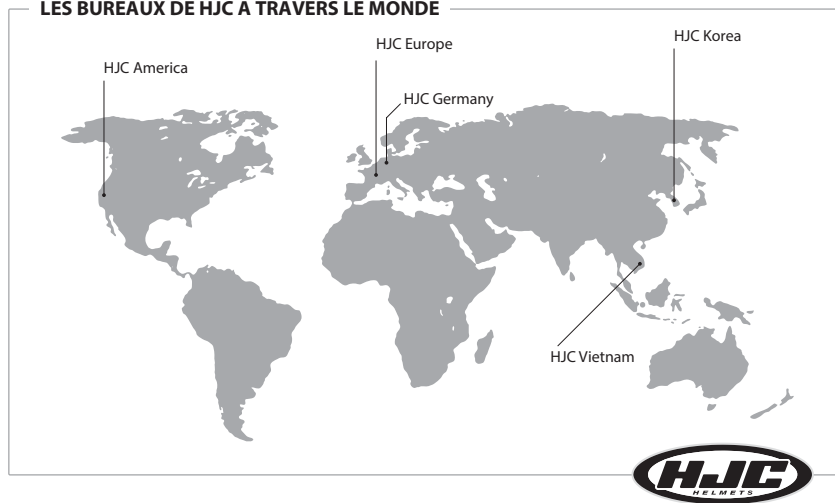 LES BUREAUX DE HJC A TRAVERS LE MONDE
HJC Korea
HJC Europe
HJC America
HJC Germany
HJC Vietnam
HJC
HELMETS